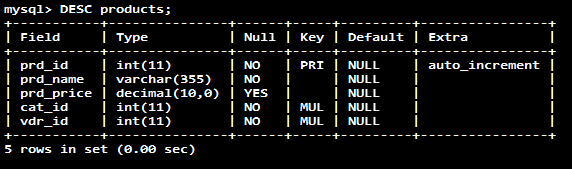 mysql> DESC products;
+-----------+---------------+------+-----+---------+----------------+
| Field     | Type          | Null | Key | Default | Extra          |
+-----------+---------------+------+-----+---------+----------------+
| prd_id    | int(11)       | NO   | PRI | NULL    | auto_increment |
| prd_name  | varchar(355)  | NO   |     | NULL    |                |
| prd_price | decimal(10,0) | YES  |     | NULL    |                |
| cat_id    | int(11)       | NO   | MUL | NULL    |                |
| vdr_id    | int(11)       | NO   | MUL | NULL    |                |
+-----------+---------------+------+-----+---------+----------------+
5 rows in set (0.00 sec)